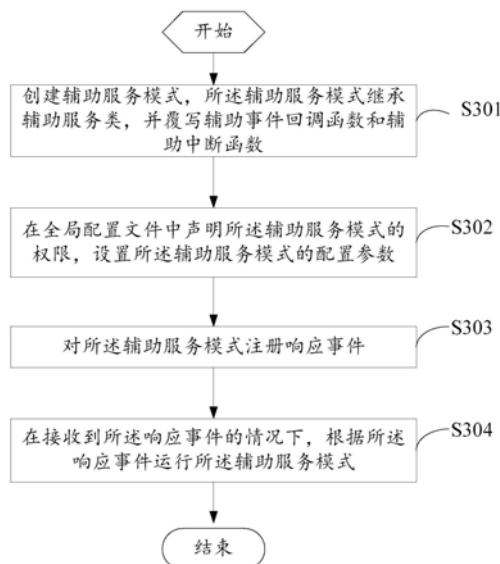 开始
创建辅助服务模式，所述辅助服务模式继承
辅助服务类，并覆写辅助事件回调函数和辅
助中断函数
S301
在全局配置文件中声明所述辅助服务模式的
权限，设置所述辅助服务模式的配置参数
S302
对所述辅助服务模式注册响应事件
S303
在接收到所述响应事件的情况下，根据所述
响应事件运行所述辅助服务模式
S304
结束